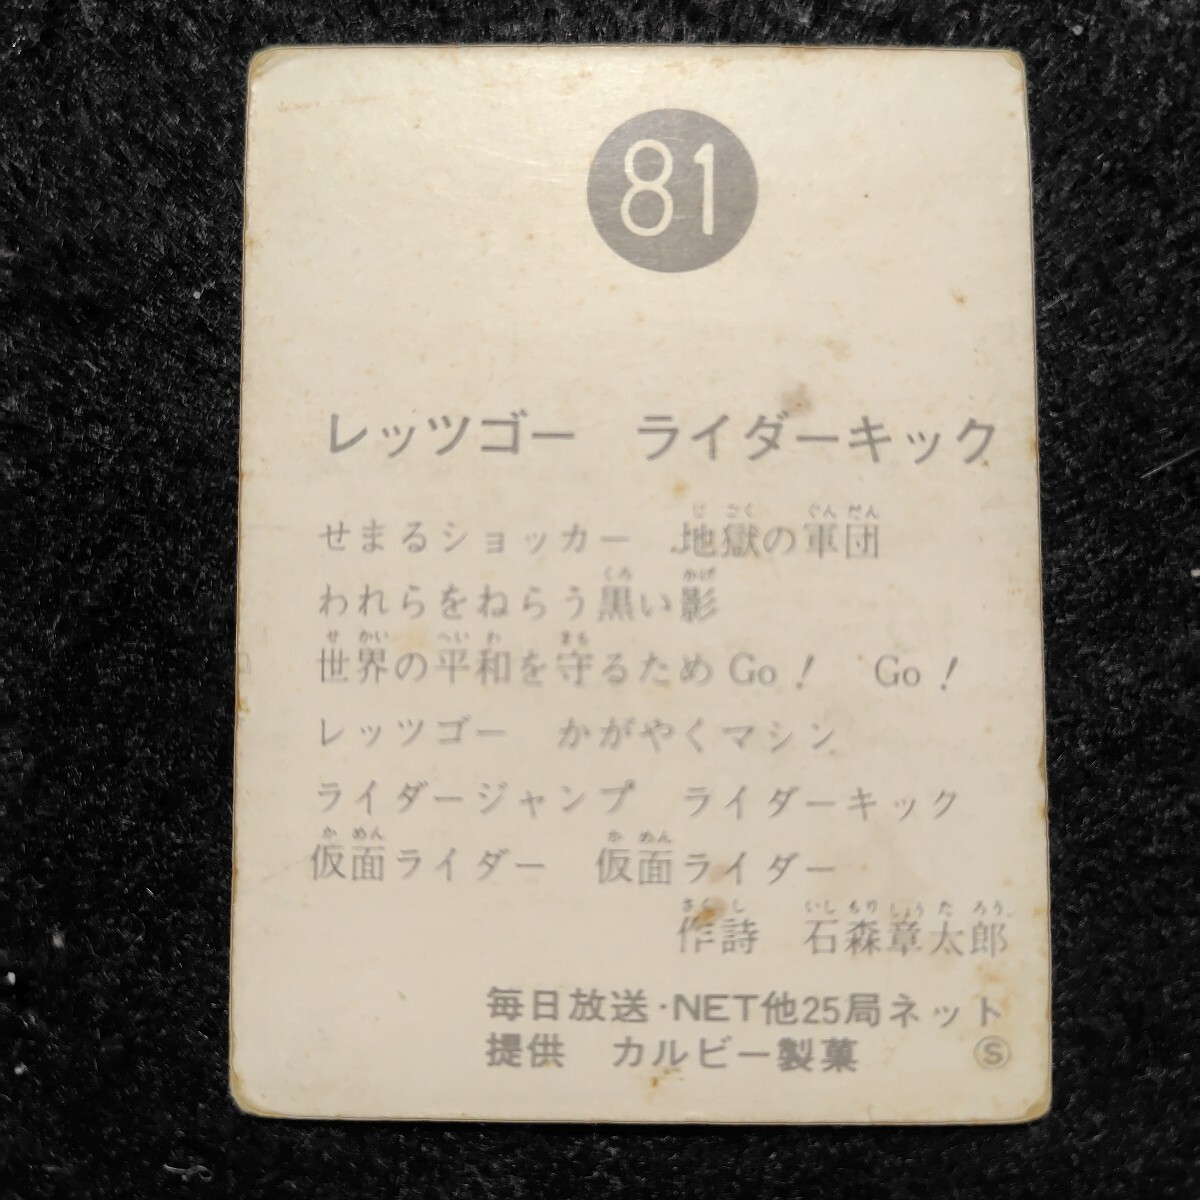 81
レッツゴー　ライダーキック
せまるショッカー　地獄の軍団
われらをねらう黒い影
世界の平和を守るためGo！　Go！
レッツゴー　かがやくマシン
ライダージャンプ　ライダーキック
仮面ライダー　仮面ライダー
作詩　石森章太郎
毎日放送・NET他25局ネット
提供　カルビー製菓　Ⓢ